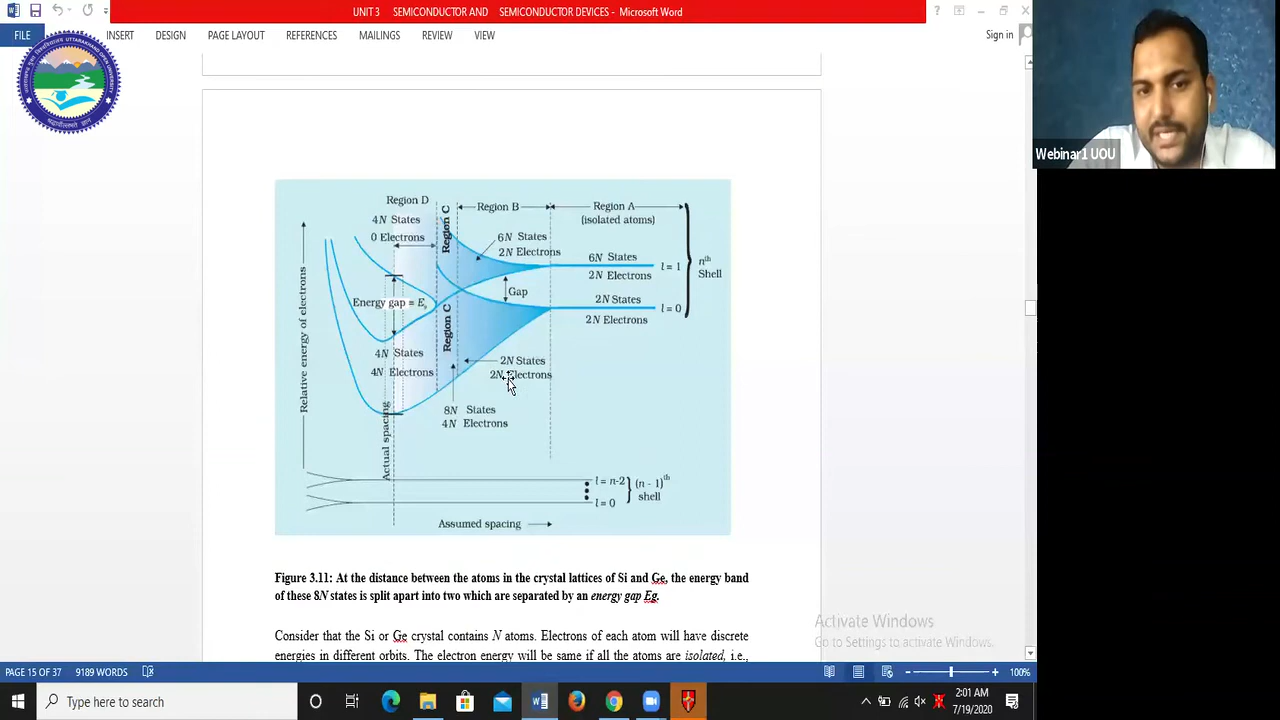 UNIT 3 SEMICONDUCTOR AND SEMICONDUCTOR DEVICES - Microsoft Word
FILE INSERT DESIGN PAGE LAYOUT REFERENCES MAILINGS REVIEW VIEW Sign in
Webinar1 UOU
Region D
Region C
Region B
Region A
(isolated atoms)
4N States
0 Electrons
6N States
2N Electrons
6N States
2N Electrons
l = 1
nth
Shell
Gap
Energy gap = Eg
2N States
2N Electrons
l = 0
Region C
4N States
4N Electrons
2N States
2N Electrons
8N States
4N Electrons
Relative energy of electrons
Actual spacing
l = n-2
l = 0
(n - 1)th
shell
Assumed spacing
Figure 3.11: At the distance between the atoms in the crystal lattices of Si and Ge, the energy band
of these 8N states is split apart into two which are separated by an energy gap Eg.
Consider that the Si or Ge crystal contains N atoms. Electrons of each atom will have discrete
energies in different orbits. The electron energy will be same if all the atoms are isolated, i.e.,
Activate Windows
Go to Settings to activate Windows.
PAGE 15 OF 37 9189 WORDS 100%
Type here to search
2:01 AM
7/19/2020